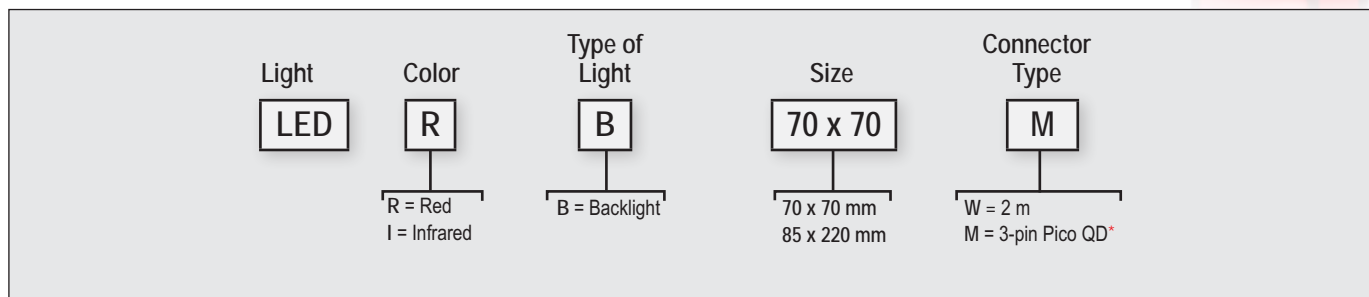 Light
Color
Type of
Light
Size
Connector
Type
LED
R
B
70 x 70
M
R = Red
I = Infrared
B = Backlight
70 x 70 mm
85 x 220 mm
W = 2 m
M = 3-pin Pico QD*